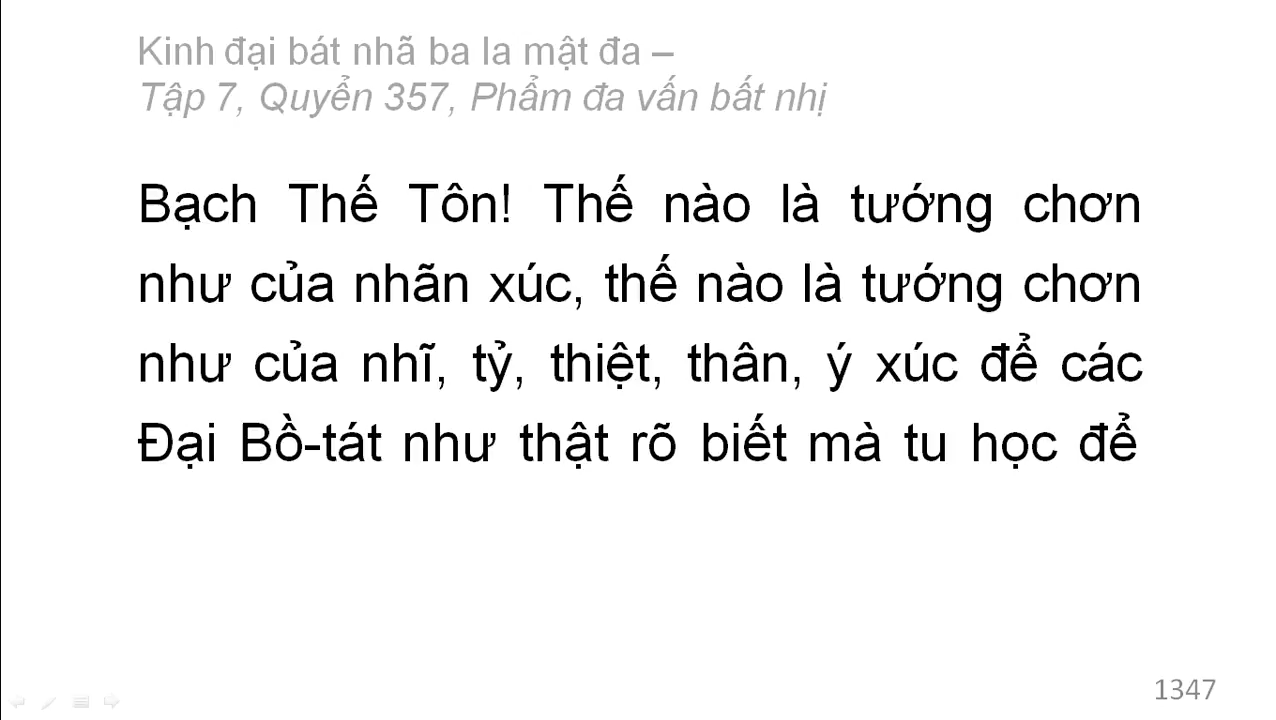 Kinh đại bát nhã ba la mật đa –
Tập 7, Quyển 357, Phẩm đa vấn bất nhị
Bạch Thế Tôn! Thế nào là tướng chơn
như của nhãn xúc, thế nào là tướng chơn
như của nhĩ, tỷ, thiệt, thân, ý xúc để các
Đại Bồ-tát như thật rõ biết mà tu học để
1347